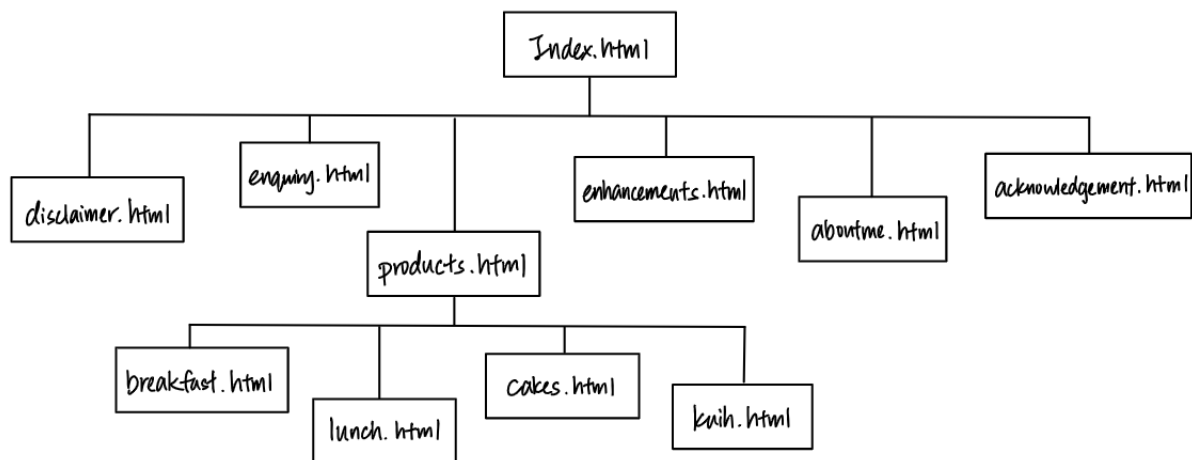 Index.html
disclaimer.html
enquiry.html
products.html
enhancements.html
aboutme.html
acknowledgement.html
breakfast.html
lunch.html
cakes.html
kuih.html